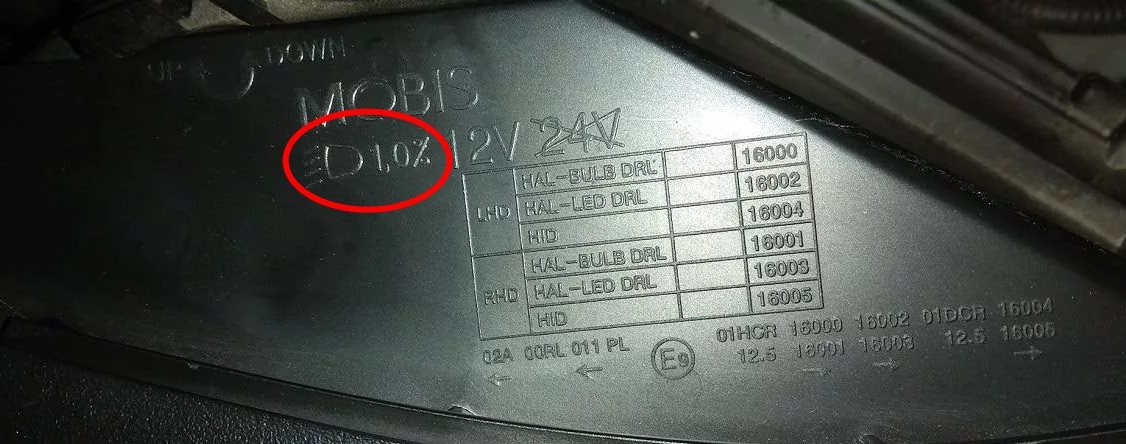 UP DOWN
MOBIS
1,0% 12V 24V
LHD HAL-BULB DRL 16000
HAL-LED DRL 16002
HID 16004
RHD HAL-BULB DRL 16001
HAL-LED DRL 16003
HID 16005
02A 00RL 011 PL E9 01HCR 16000 16002 01DCR 16004
12.5 16001 16003 12.5 16005